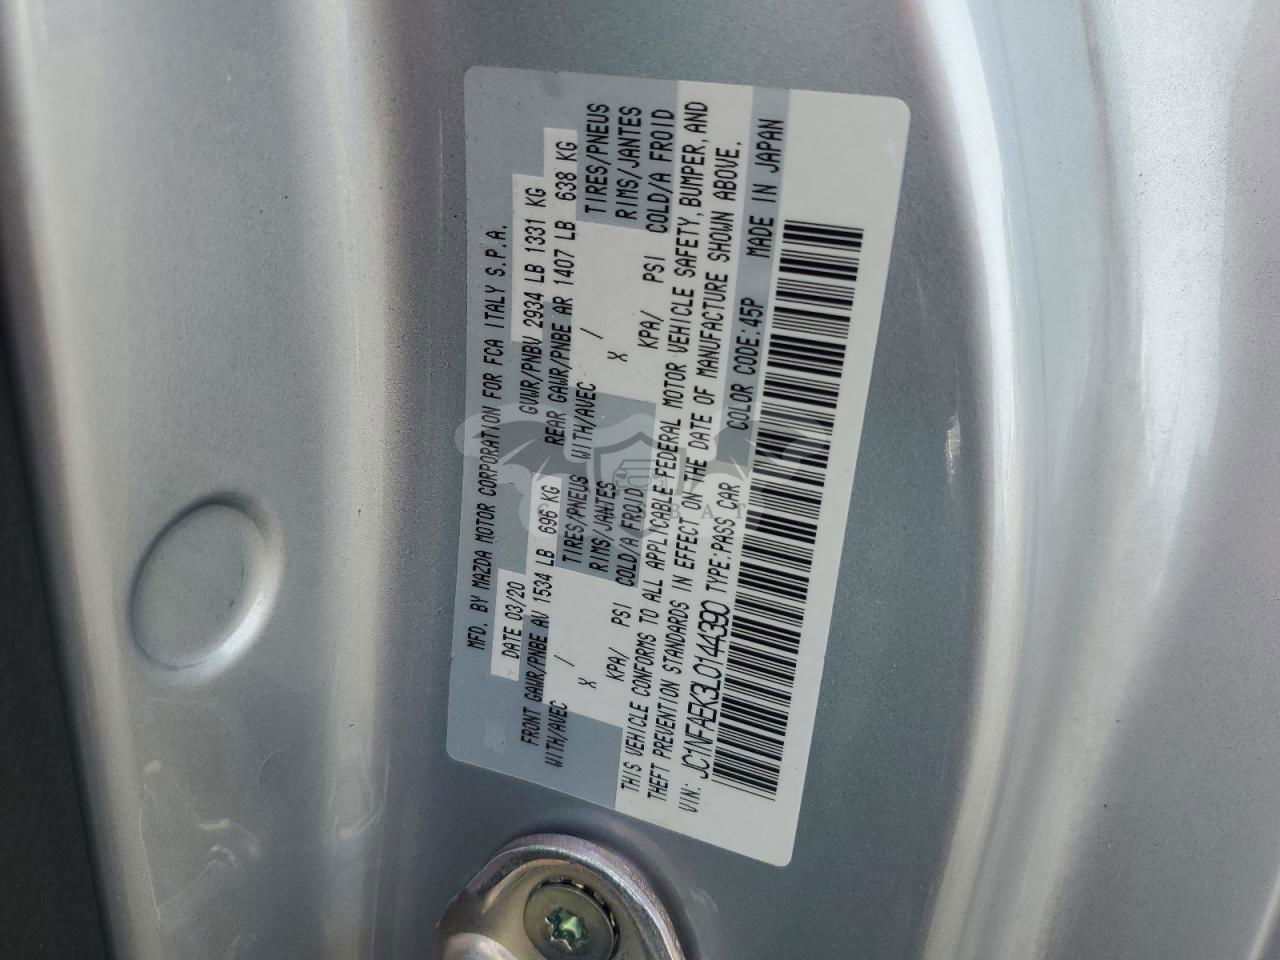 MFD. BY MAZDA MOTOR CORPORATION FOR FCA ITALY S.P.A.
DATE 03/20 GVWR/PNBV 2934 LB 1331 KG
FRONT GAWR/PNBE AV 1534 LB 696 KG REAR GAWR/PNBE AR 1407 LB 638 KG
WITH/AVEC TIRES/PNEUS WITH/AVEC TIRES/PNEUS
X / RIMS/JANTES X / RIMS/JANTES
KPA/ PSI COLD/A FROID KPA/ PSI COLD/A FROID
THIS VEHICLE CONFORMS TO ALL APPLICABLE FEDERAL MOTOR VEHICLE SAFETY, BUMPER, AND
THEFT PREVENTION STANDARDS IN EFFECT ON THE DATE OF MANUFACTURE SHOWN ABOVE.
VIN: JC1NFAEK3L0144390 TYPE:PASS CAR COLOR CODE:45P MADE IN JAPAN